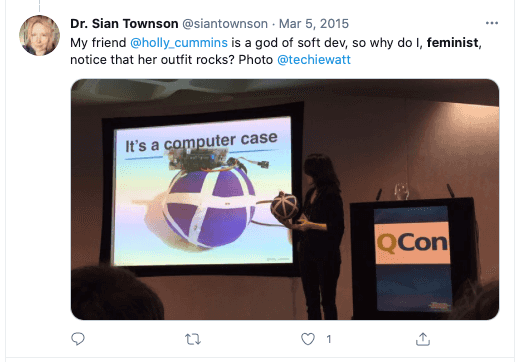 Dr. Sian Townson @siantownson · Mar 5, 2015
My friend @holly_cummins is a god of soft dev, so why do I, feminist,
notice that her outfit rocks? Photo @techiewatt
It's a computer case
QCon
1